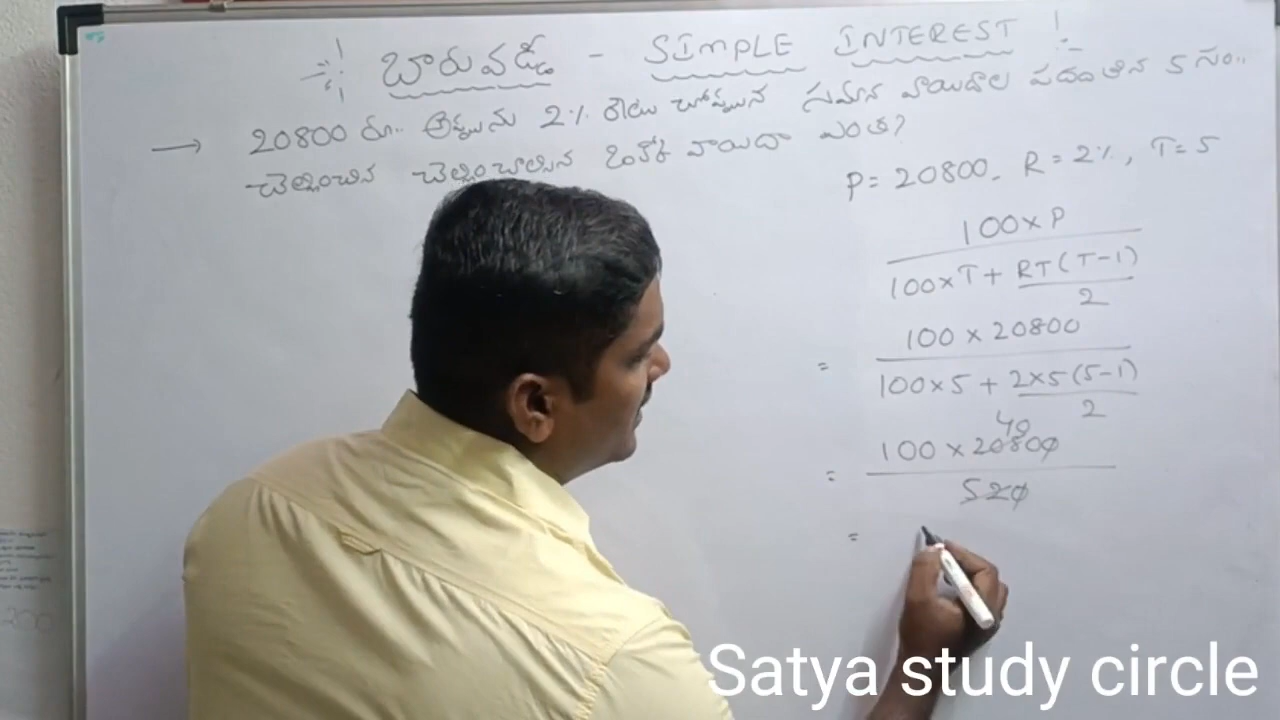 బారువడ్డీ - SIMPLE INTEREST
→ 20800 రూ.. అప్పును 2% రేటు చొప్పున సమాన వాయిదాల పద్ధతిన 5 సం..
చెల్లించిన చెల్లించాల్సిన ఒక్కో వాయిదా ఎంత?
P = 20800, R = 2%, T = 5
100 × P
100 × T + RT (T-1)
2
= 100 × 20800
100 × 5 + 2 × 5 (5-1)
2
40
= 100 × 20800
520
=
200
Satya study circle